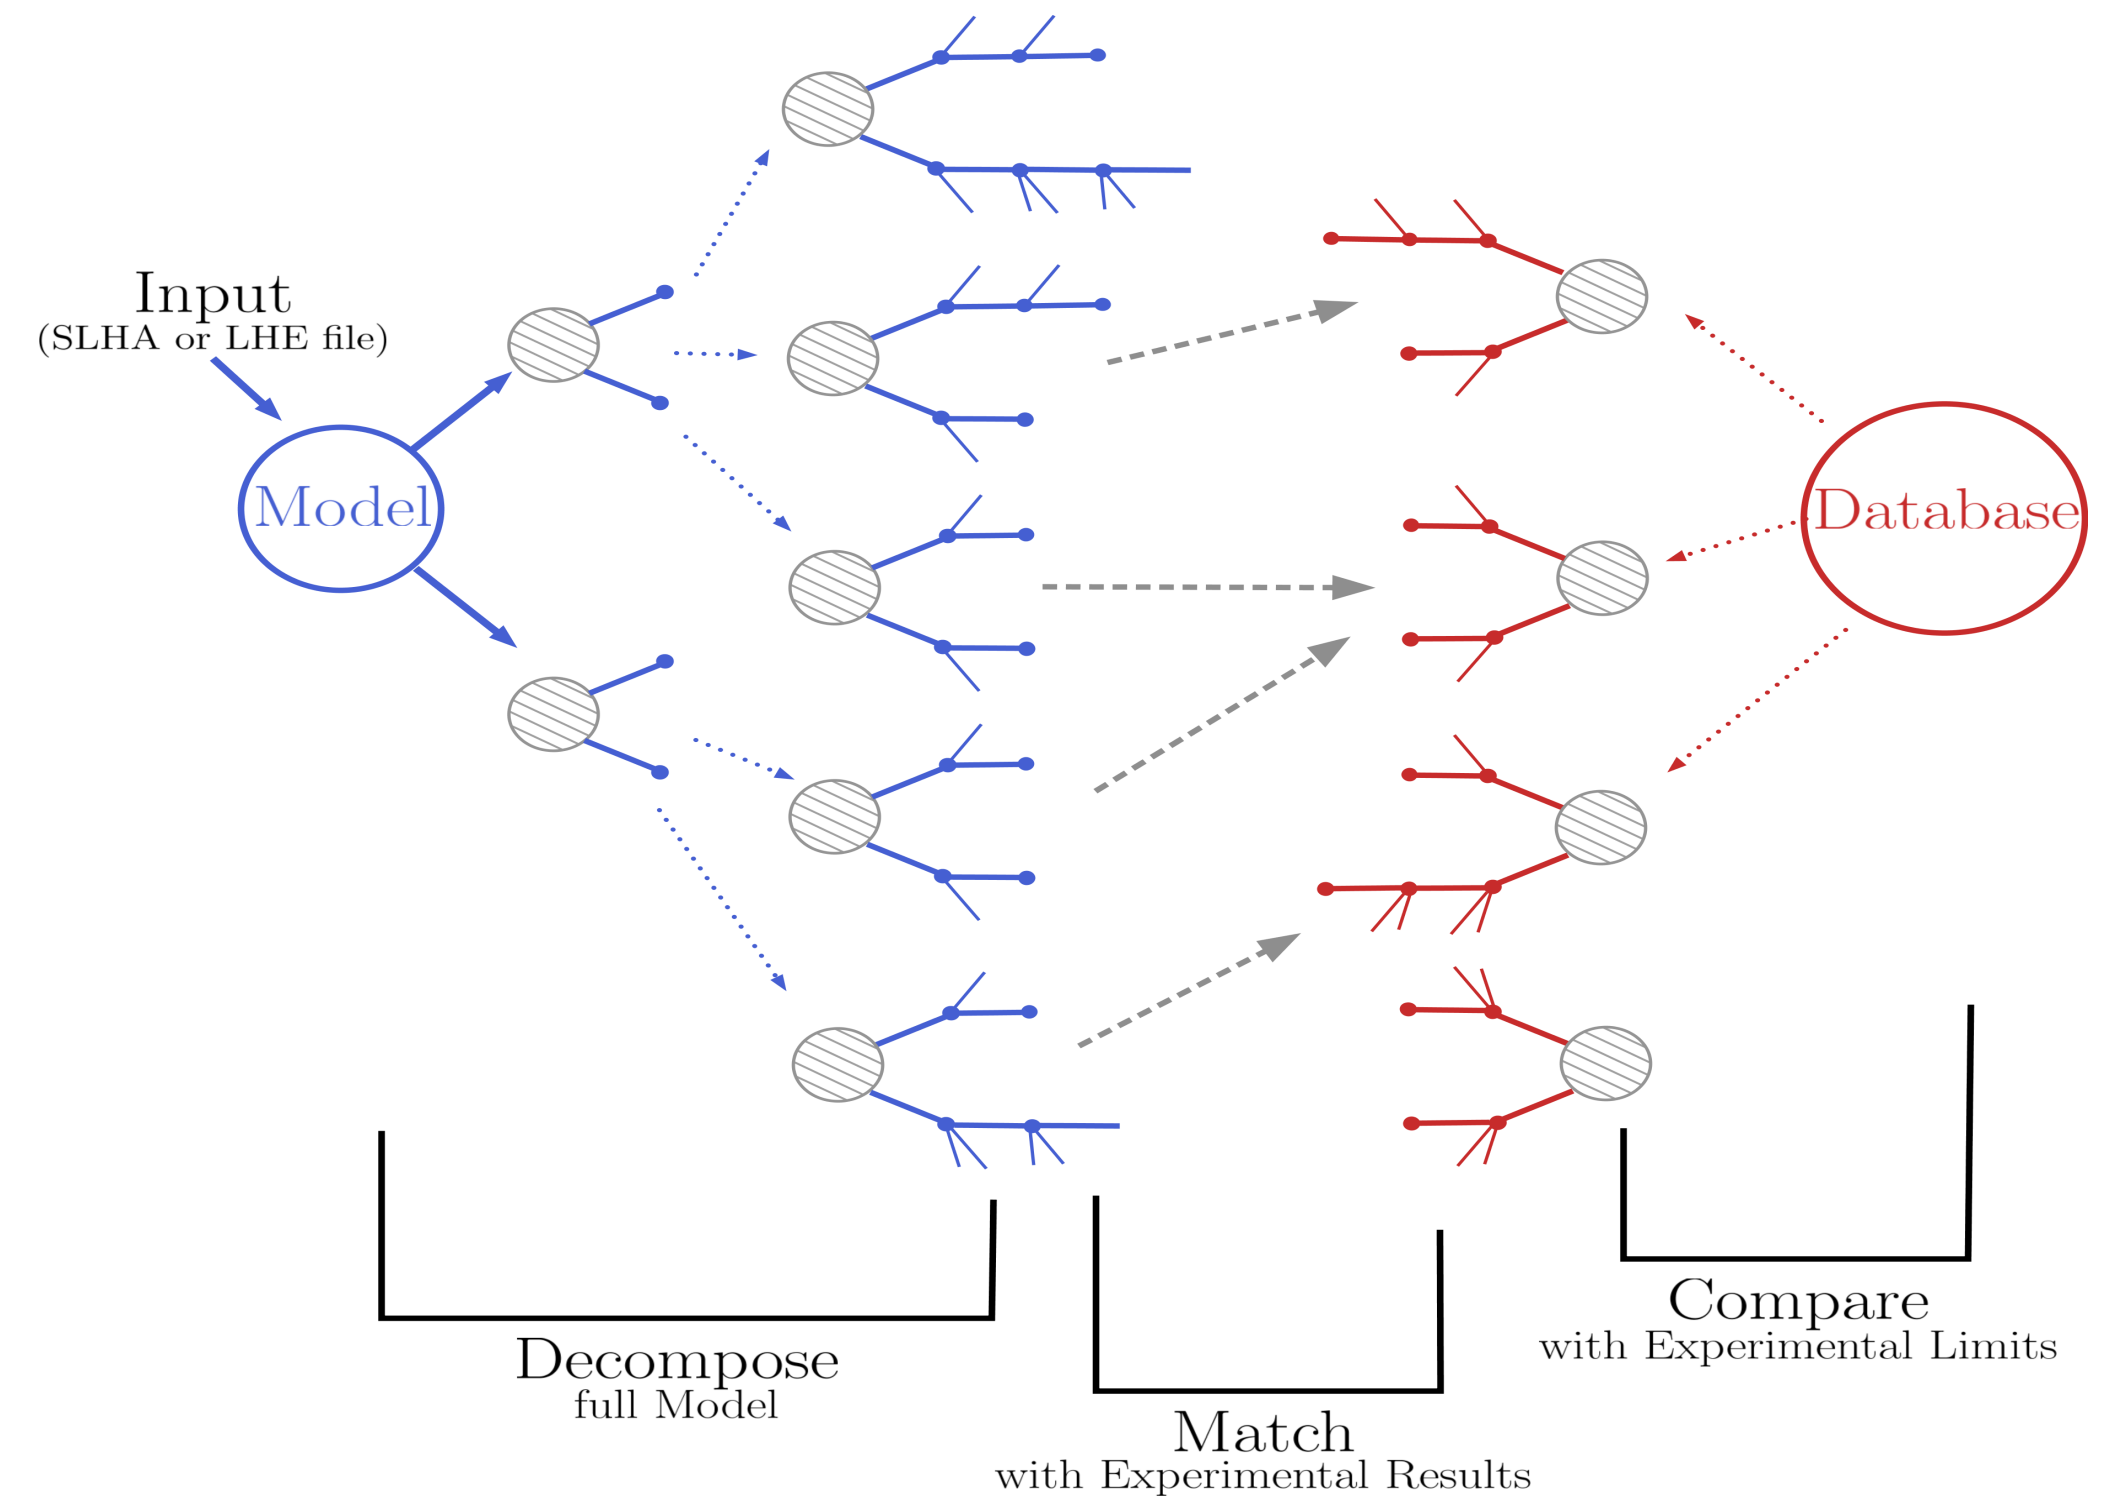 Input
(SLHA or LHE file)
Model
Database
Decompose
full Model
Match
with Experimental Results
Compare
with Experimental Limits